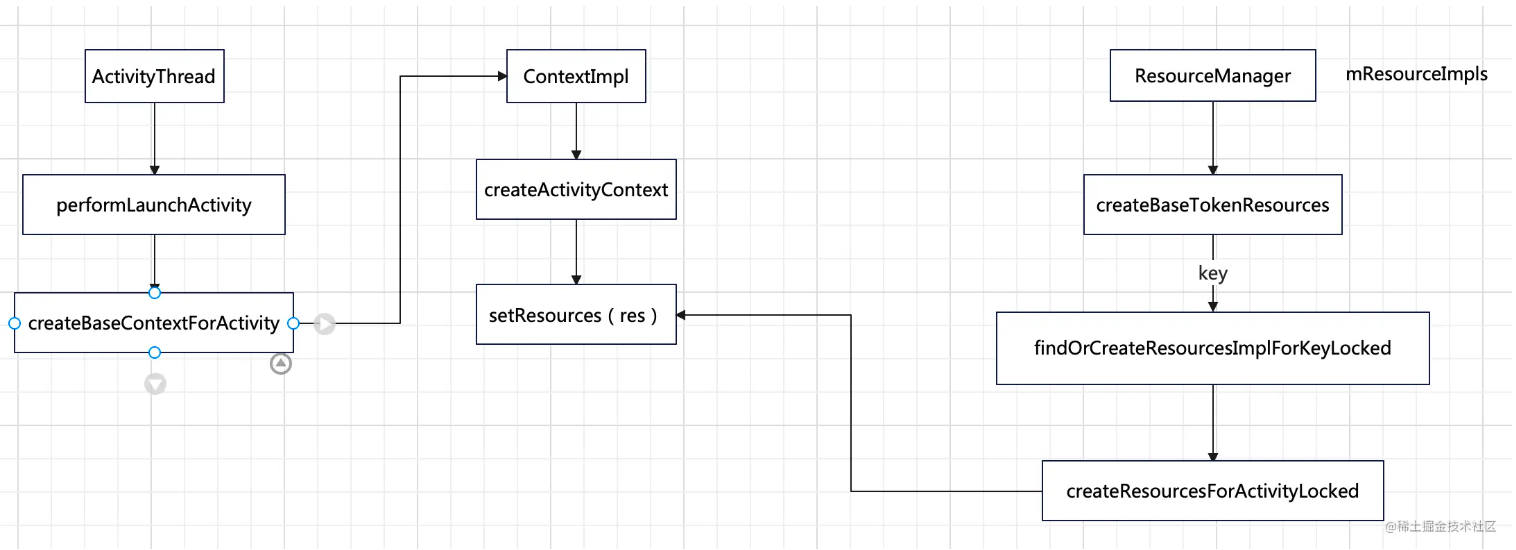 ActivityThread
performLaunchActivity
createBaseContextForActivity
ContextImpl
createActivityContext
setResources（res）
ResourceManager
mResourceImpls
createBaseTokenResources
key
findOrCreateResourcesImplForKeyLocked
createResourcesForActivityLocked
@稀土掘金技术社区